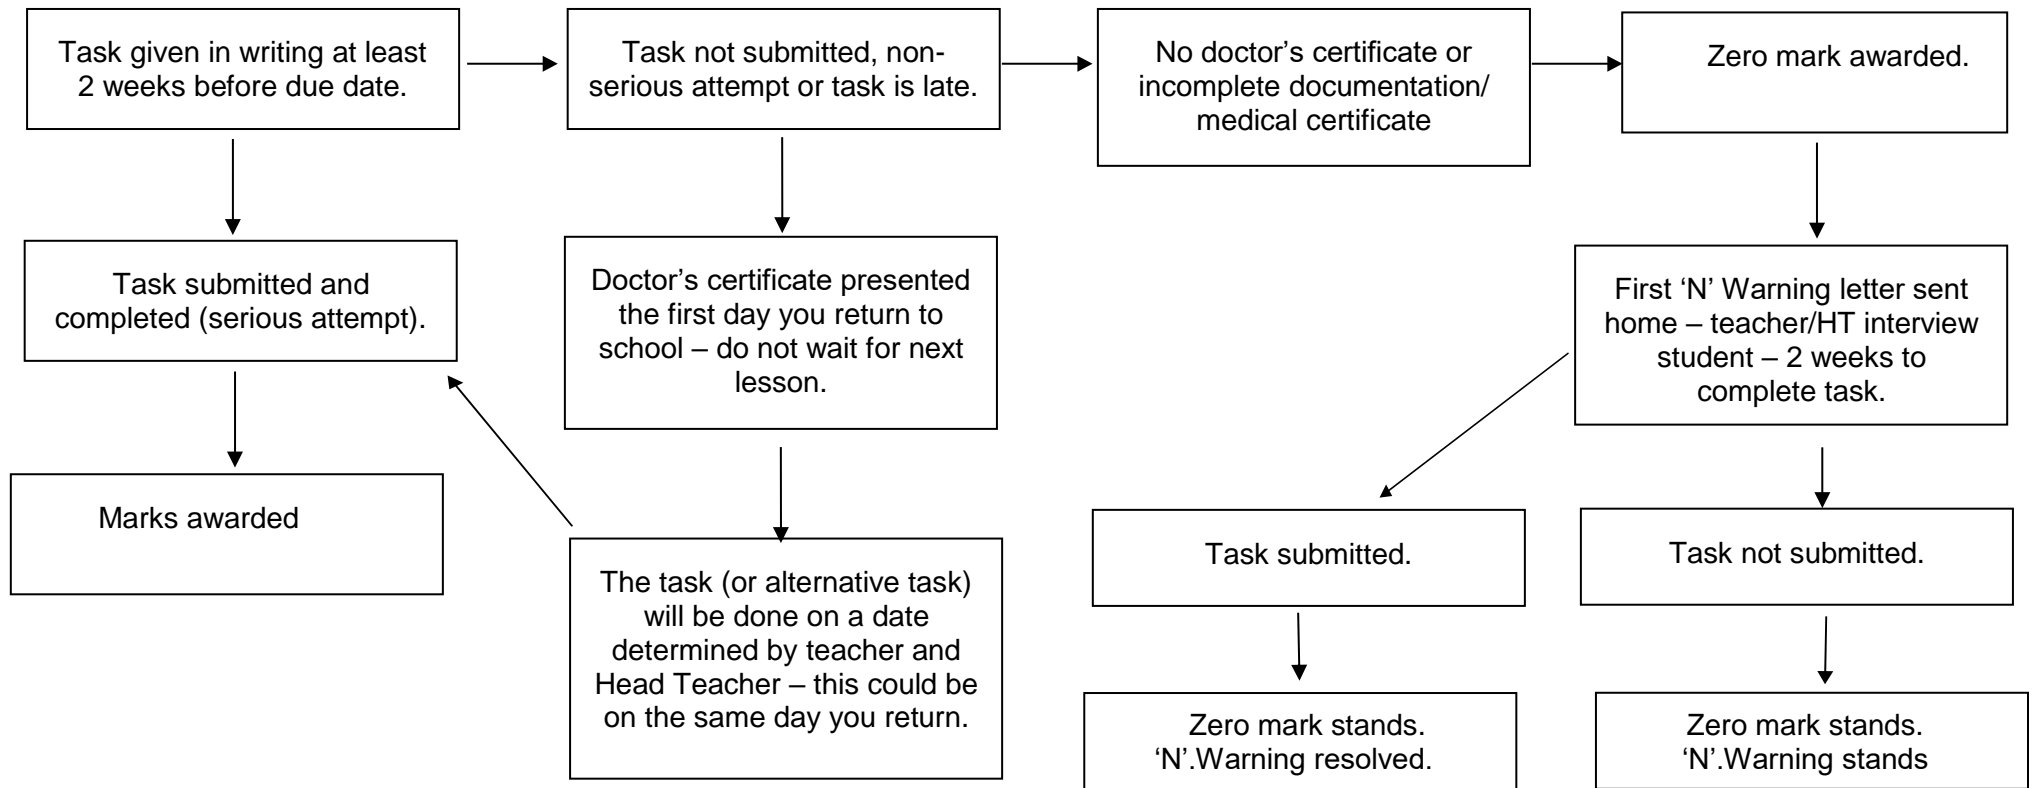 Task given in writing at least
2 weeks before due date.
Task not submitted, non-
serious attempt or task is late.
No doctor’s certificate or
incomplete documentation/
medical certificate
Zero mark awarded.
Task submitted and
completed (serious attempt).
Doctor’s certificate presented
the first day you return to
school – do not wait for next
lesson.
First ‘N’ Warning letter sent
home – teacher/HT interview
student – 2 weeks to
complete task.
Marks awarded
The task (or alternative task)
will be done on a date
determined by teacher and
Head Teacher – this could be
on the same day you return.
Task submitted.
Task not submitted.
Zero mark stands.
‘N’.Warning resolved.
Zero mark stands.
‘N’.Warning stands